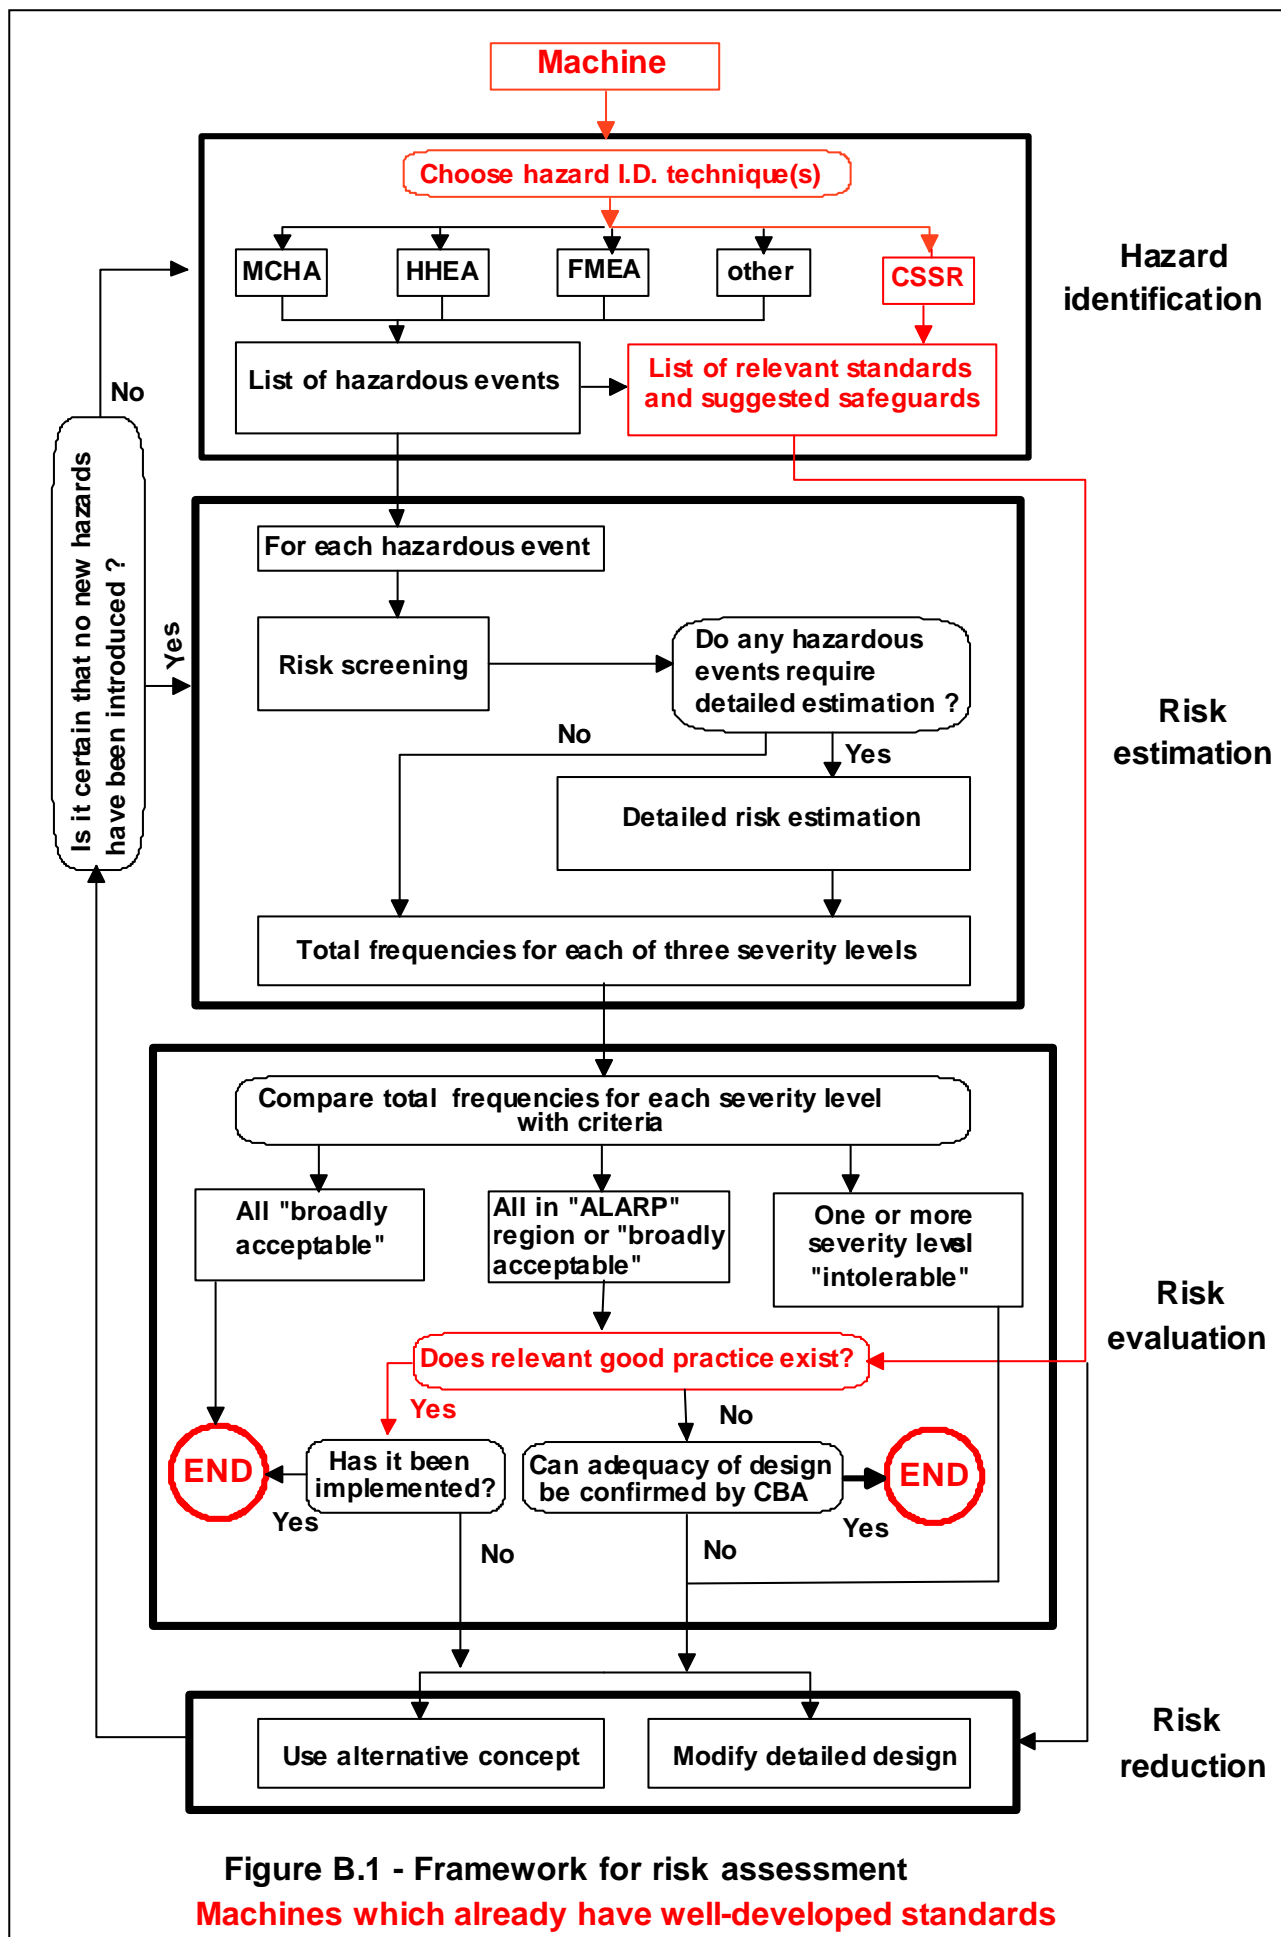 Machine
Choose hazard I.D. technique(s)
MCHA
HHEA
FMEA
other
CSSR
Hazard
identification
List of hazardous events
List of relevant standards
and suggested safeguards
No
Is it certain that no new hazards
have been introduced ?
Yes
For each hazardous event
Risk screening
Do any hazardous
events require
detailed estimation ?
No
Yes
Risk
estimation
Detailed risk estimation
Total frequencies for each of three severity levels
Compare total frequencies for each severity level
with criteria
All "broadly
acceptable"
All in "ALARP"
region or "broadly
acceptable"
One or more
severity level
"intolerable"
Risk
evaluation
Does relevant good practice exist?
Yes
No
END
Has it been
implemented?
Can adequacy of design
be confirmed by CBA
END
Yes
Yes
No
No
Use alternative concept
Modify detailed design
Risk
reduction
Figure B.1 - Framework for risk assessment
Machines which already have well-developed standards